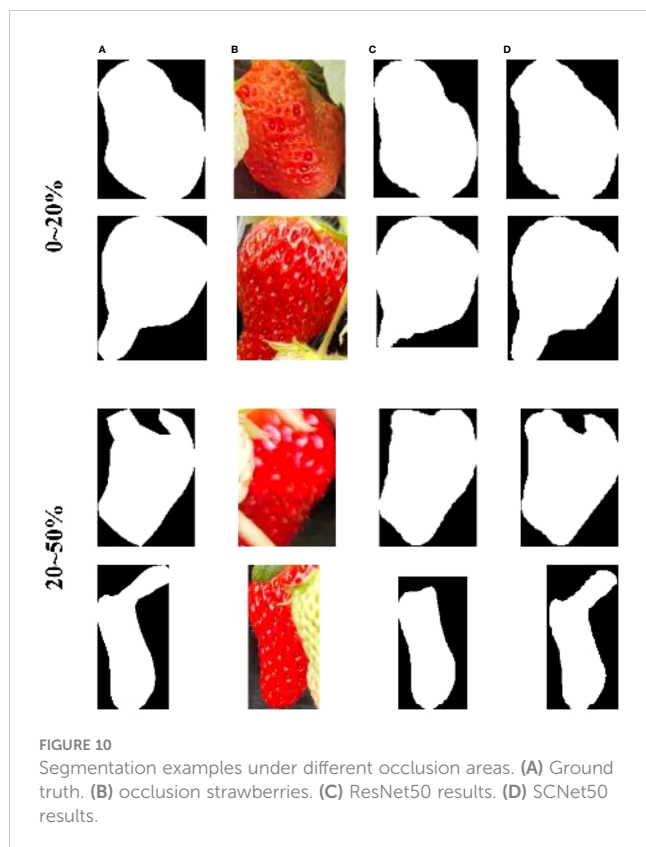 A B C D
0~20%
20~50%
FIGURE 10
Segmentation examples under different occlusion areas. (A) Ground
truth. (B) occlusion strawberries. (C) ResNet50 results. (D) SCNet50
results.